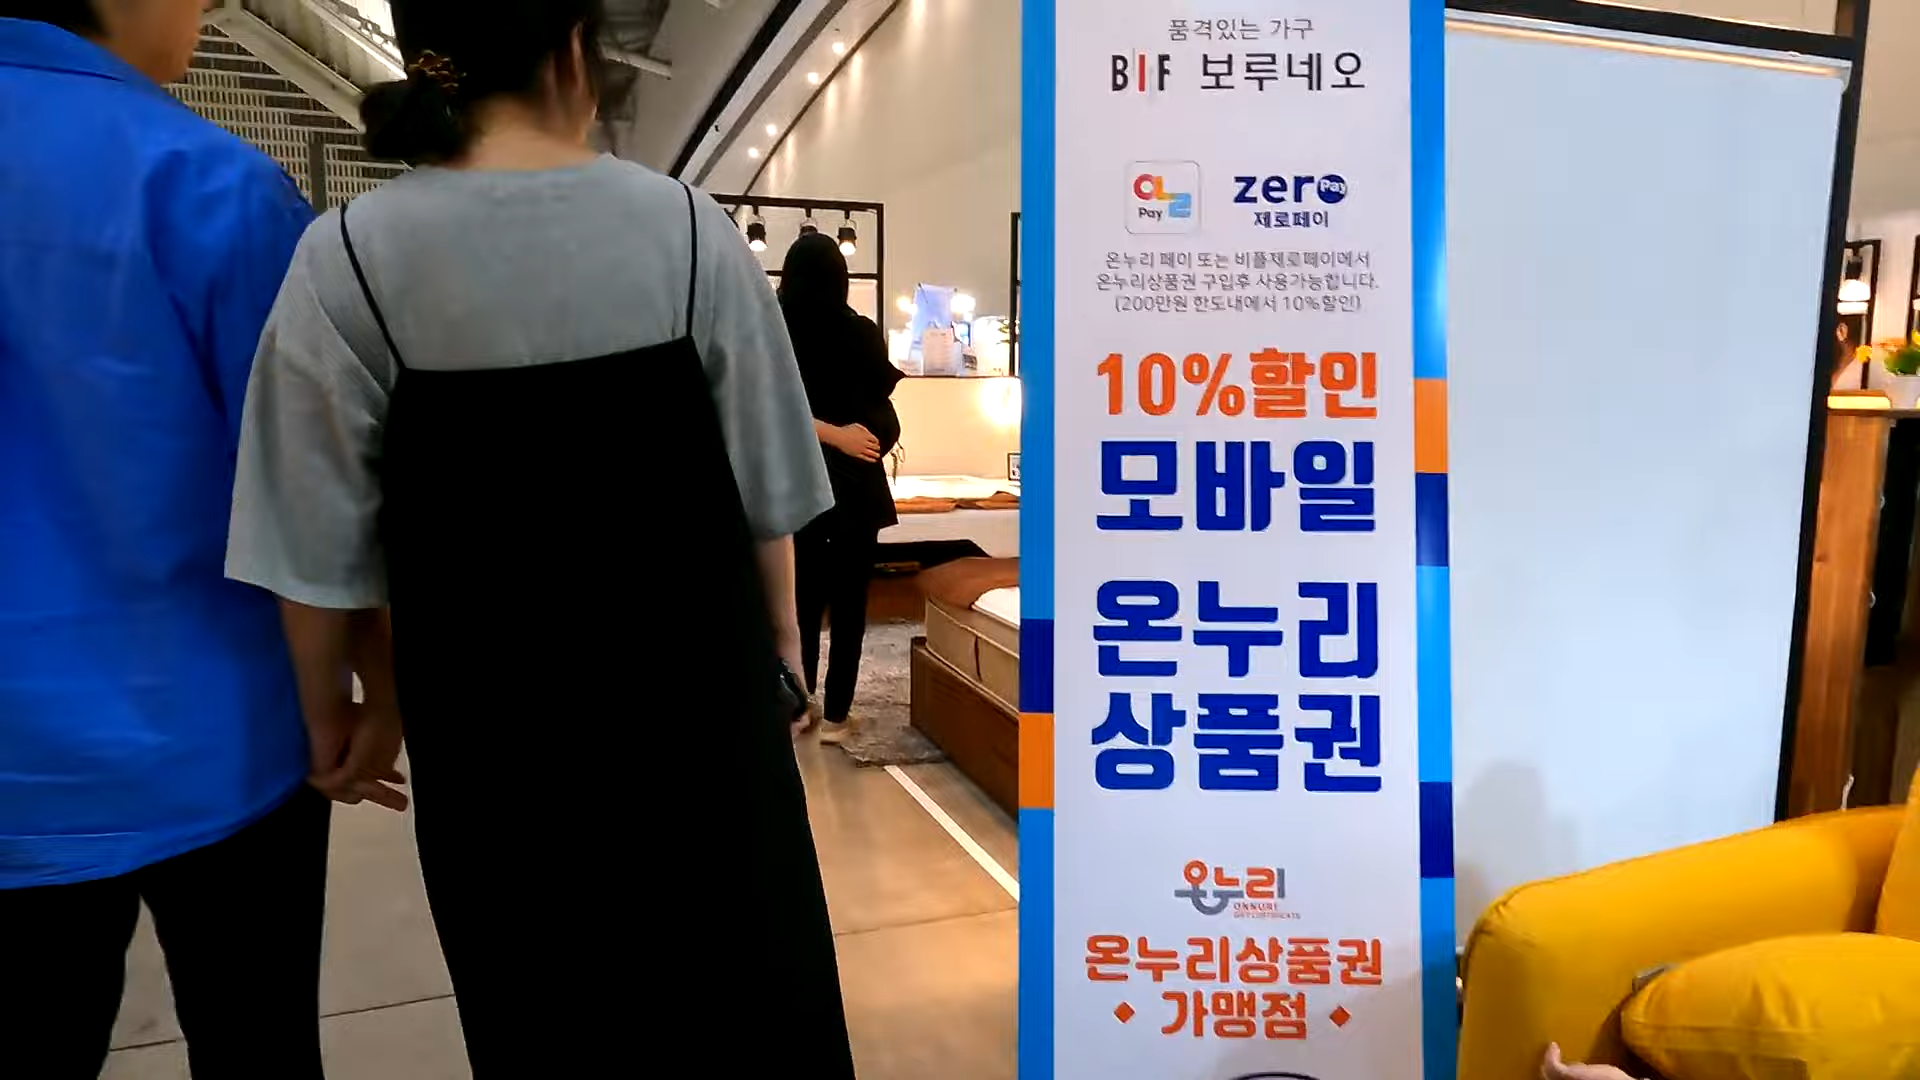 품격있는 가구
BIF 보루네오
Pay
zero Pay
제로페이
온누리 페이 또는 비플제로페이에서
온누리상품권 구입후 사용가능합니다.
(200만원 한도내에서 10%할인)
10%할인
모바일
온누리
상품권
온누리
ONNURI
GIFT CERTIFICATE
온누리상품권
가맹점